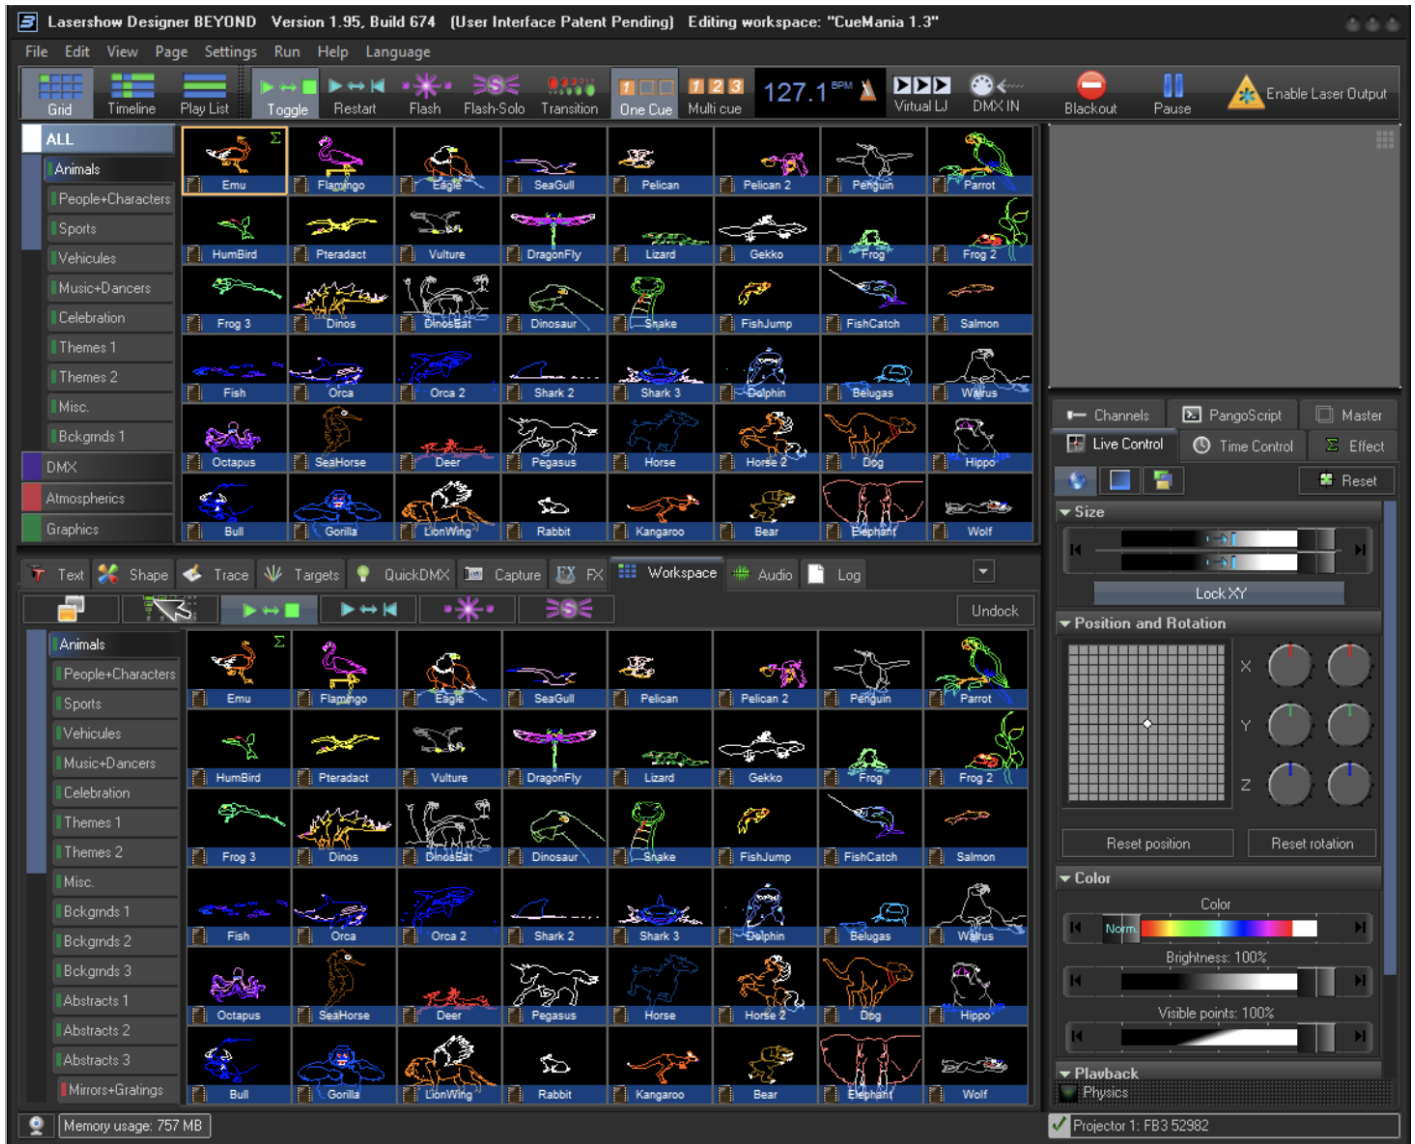 Lasershow Designer BEYOND   Version 1.95, Build 674   (User Interface Patent Pending)   Editing workspace: "CueMania 1.3"
File Edit View Page Settings Run Help Language
Grid Timeline Play List Toggle Restart Flash Flash-Solo Transition One Cue Multi cue 127.1 BPM Virtual LJ DMX IN Blackout Pause Enable Laser Output
ALL
Animals
People+Characters
Sports
Vehicules
Music+Dancers
Celebration
Themes 1
Themes 2
Misc.
Bckgrnds 1
DMX
Atmospherics
Graphics
Emu Flamingo Eagle SeaGull Pelican Pelican 2 Penguin Parrot
HumBird Pteradact Vulture DragonFly Lizard Gekko Frog Frog 2
Frog 3 Dinos DinosEat Dinosaur Snake FishJump FishCatch Salmon
Fish Orca Orca 2 Shark 2 Shark 3 Dolphin Belugas Walrus
Octapus SeaHorse Deer Pegasus Horse Horse 2 Dog Hippo
Bull Gorilla LionWing Rabbit Kangaroo Bear Elephant Wolf
Text Shape Trace Targets QuickDMX Capture FX FX Workspace Audio Log
Undock
Animals
People+Characters
Sports
Vehicules
Music+Dancers
Celebration
Themes 1
Themes 2
Misc.
Bckgrnds 1
Bckgrnds 2
Bckgrnds 3
Abstracts 1
Abstracts 2
Abstracts 3
Mirrors+Gratings
Emu Flamingo Eagle SeaGull Pelican Pelican 2 Penguin Parrot
HumBird Pteradact Vulture DragonFly Lizard Gekko Frog Frog 2
Frog 3 Dinos DinosEat Dinosaur Snake FishJump FishCatch Salmon
Fish Orca Orca 2 Shark 2 Shark 3 Dolphin Belugas Walrus
Octapus SeaHorse Deer Pegasus Horse Horse 2 Dog Hippo
Bull Gorilla LionWing Rabbit Kangaroo Bear Elephant Wolf
Channels PangoScript Master
Live Control Time Control Σ Effect
Reset
Size
Lock XY
Position and Rotation
X
Y
Z
Reset position Reset rotation
Color
Color
Norm.
Brightness: 100%
Visible points: 100%
Playback
Physics
Memory usage: 757 MB
Projector 1: FB3 52982